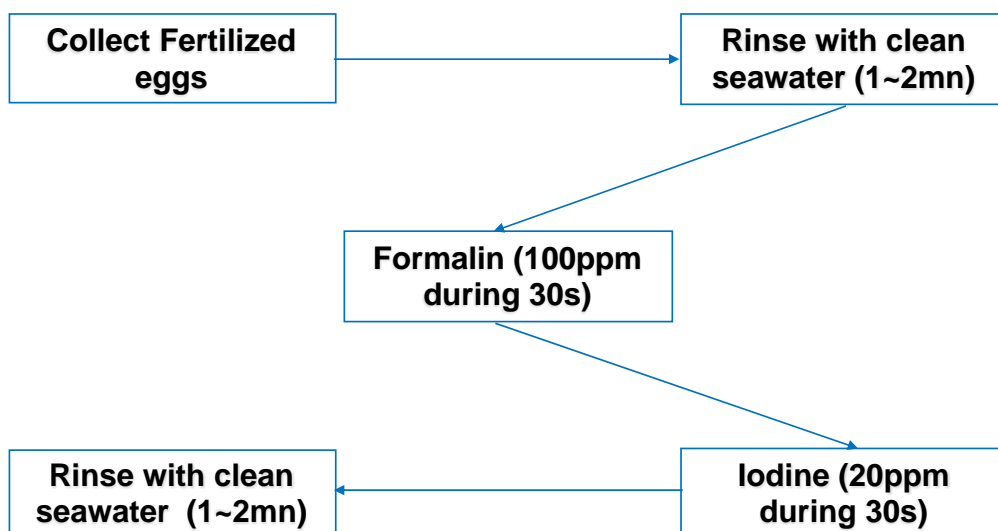 Collect Fertilized
eggs
Rinse with clean
seawater (1~2mn)
Formalin (100ppm
during 30s)
Iodine (20ppm
during 30s)
Rinse with clean
seawater  (1~2mn)